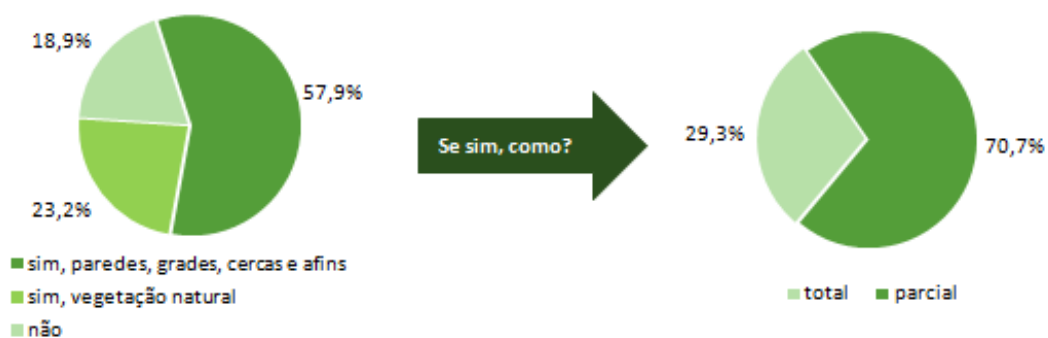 18,9%
57,9%
23,2%
sim, paredes, grades, cercas e afins
sim, vegetação natural
não
Se sim, como?
29,3%
70,7%
total
parcial